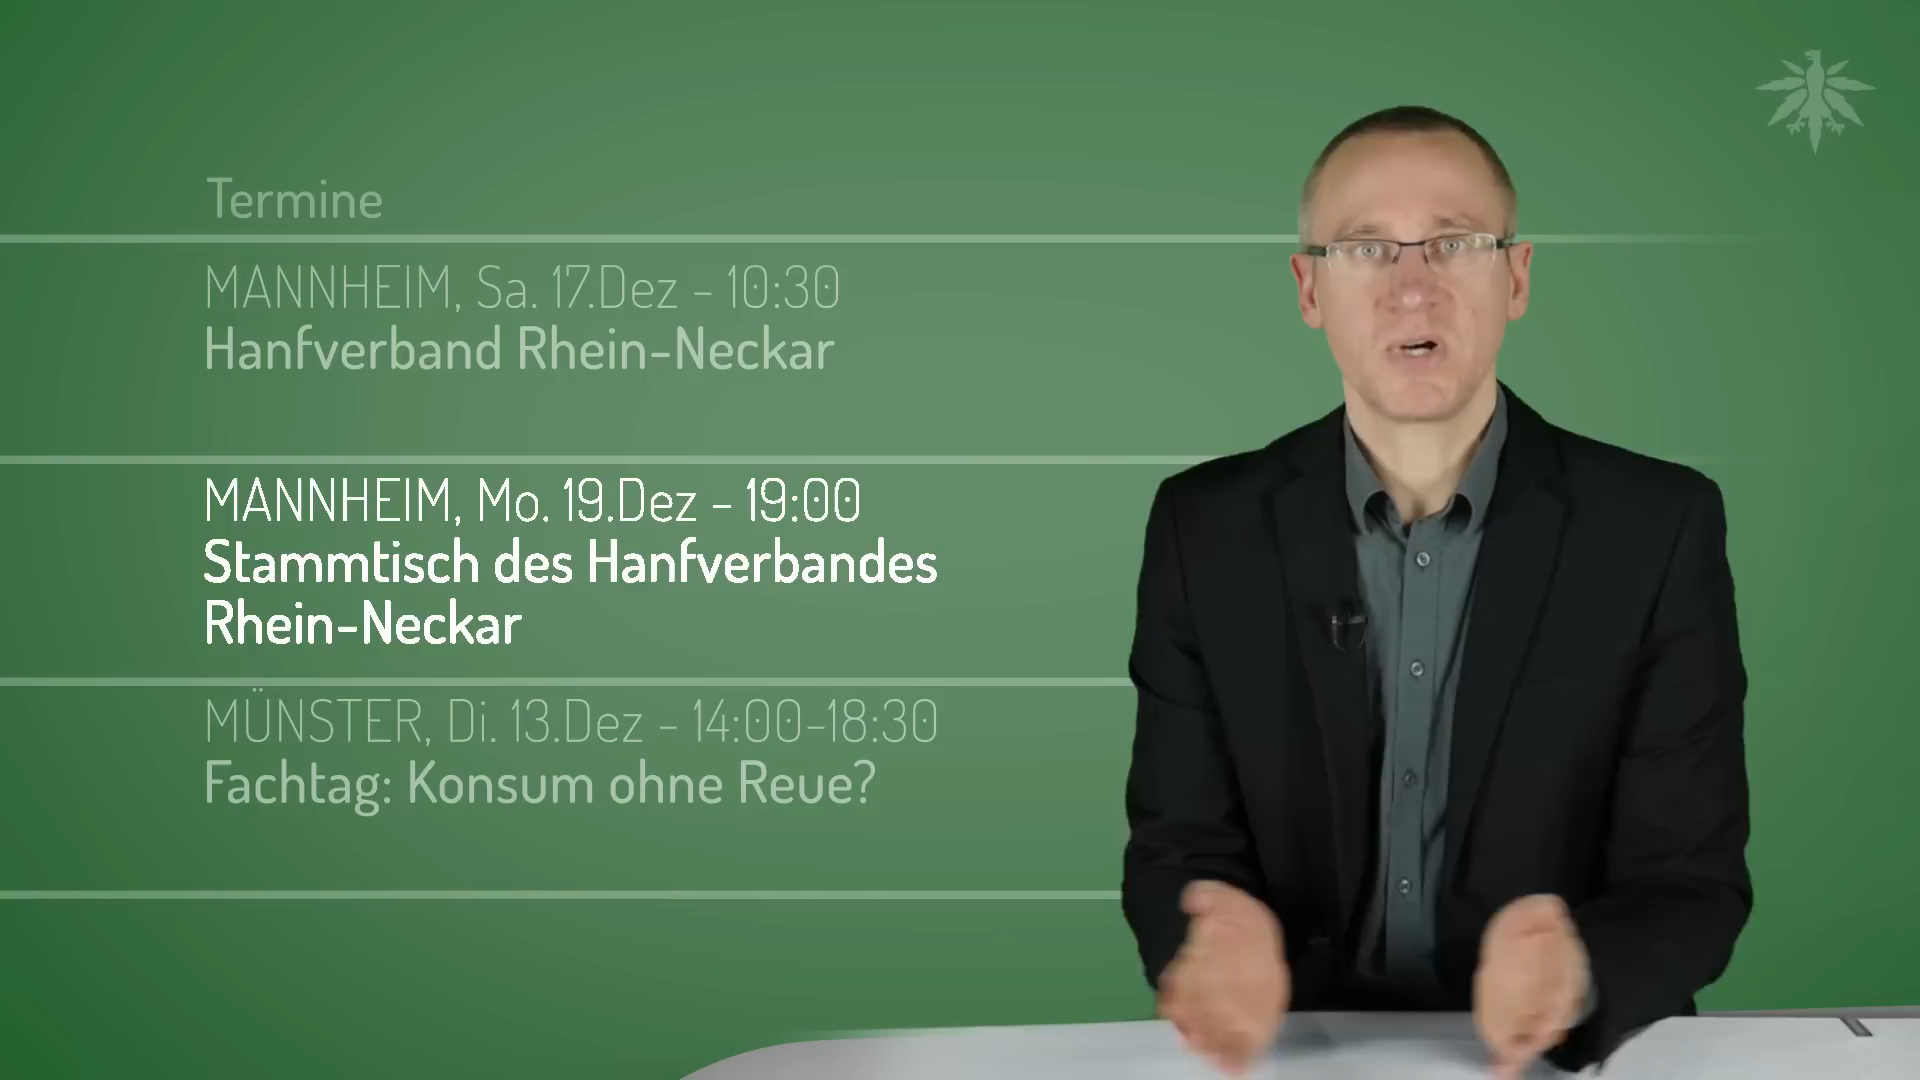 Termine
MANNHEIM, Sa. 17.Dez - 10:30
Hanfverband Rhein-Neckar
MANNHEIM, Mo. 19.Dez - 19:00
Stammtisch des Hanfverbandes
Rhein-Neckar
MÜNSTER, Di. 13.Dez - 14:00-18:30
Fachtag: Konsum ohne Reue?